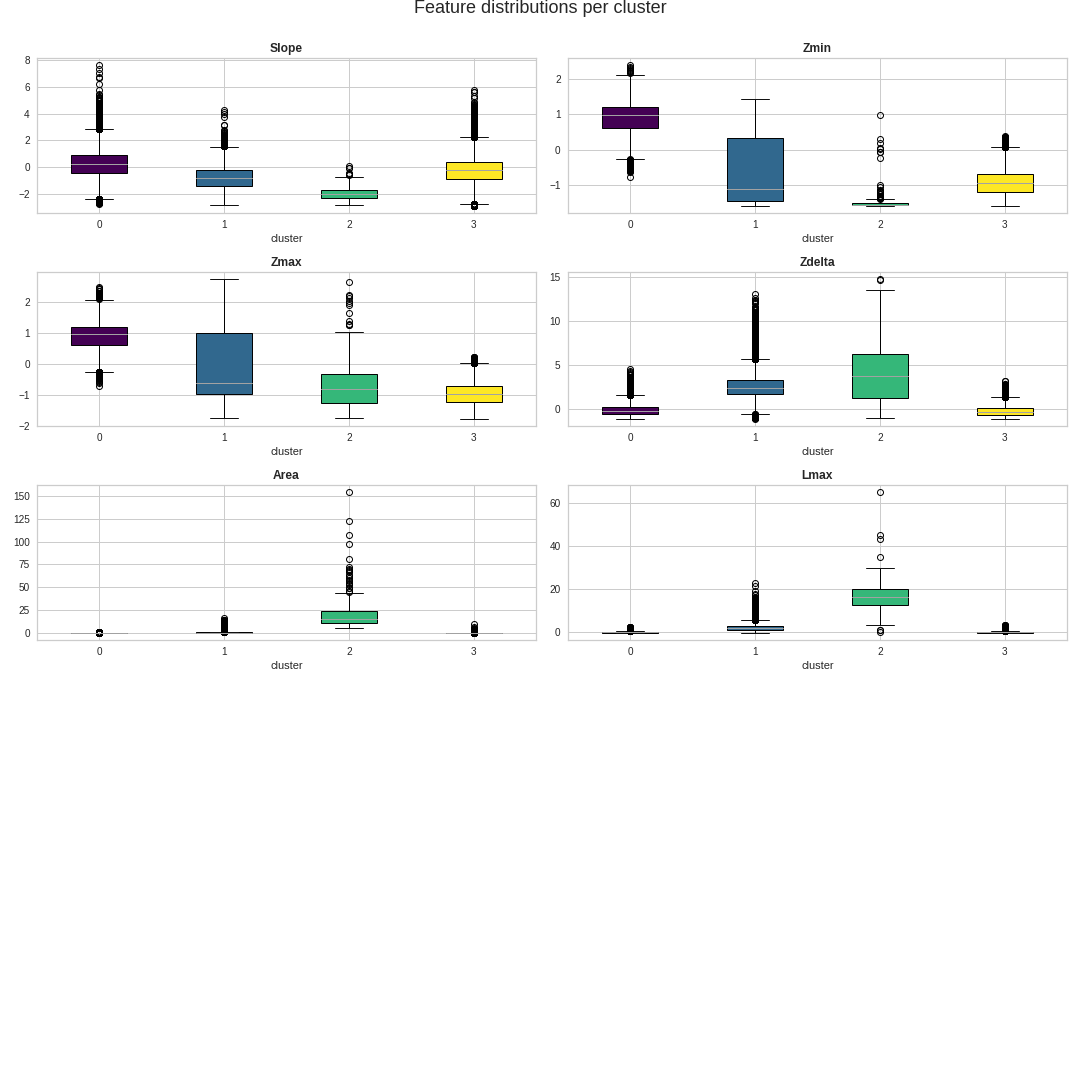 Feature distributions per cluster
Slope
8
6
4
2
0
−2
0 1 2 3
cluster
Zmin
2
1
0
−1
0 1 2 3
cluster
Zmax
2
1
0
−1
−2
0 1 2 3
cluster
Zdelta
15
10
5
0
0 1 2 3
cluster
Area
150
125
100
75
50
25
0
0 1 2 3
cluster
Lmax
60
40
20
0
0 1 2 3
cluster